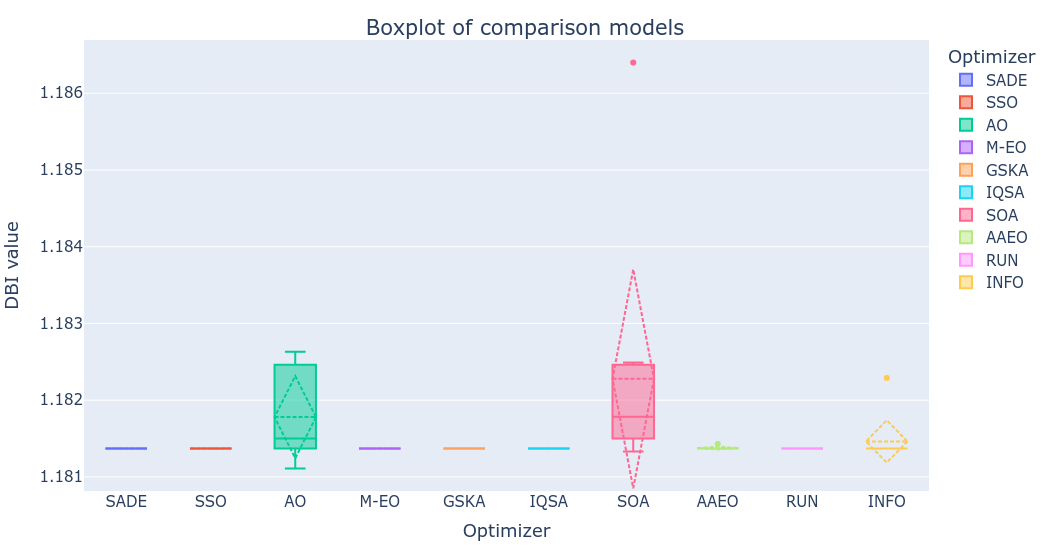 Boxplot of comparison models
Optimizer
SADE
SSO
AO
M-EO
GSKA
IQSA
SOA
AAEO
RUN
INFO
DBI value
1.186
1.185
1.184
1.183
1.182
1.181
SADE SSO AO M-EO GSKA IQSA SOA AAEO RUN INFO
Optimizer